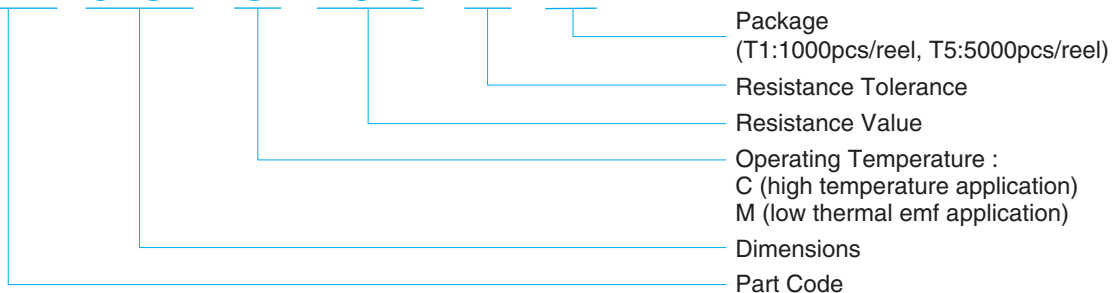 Package
(T1:1000pcs/reel, T5:5000pcs/reel)
Resistance Tolerance
Resistance Value
Operating Temperature :
C (high temperature application)
M (low thermal emf application)
Dimensions
Part Code